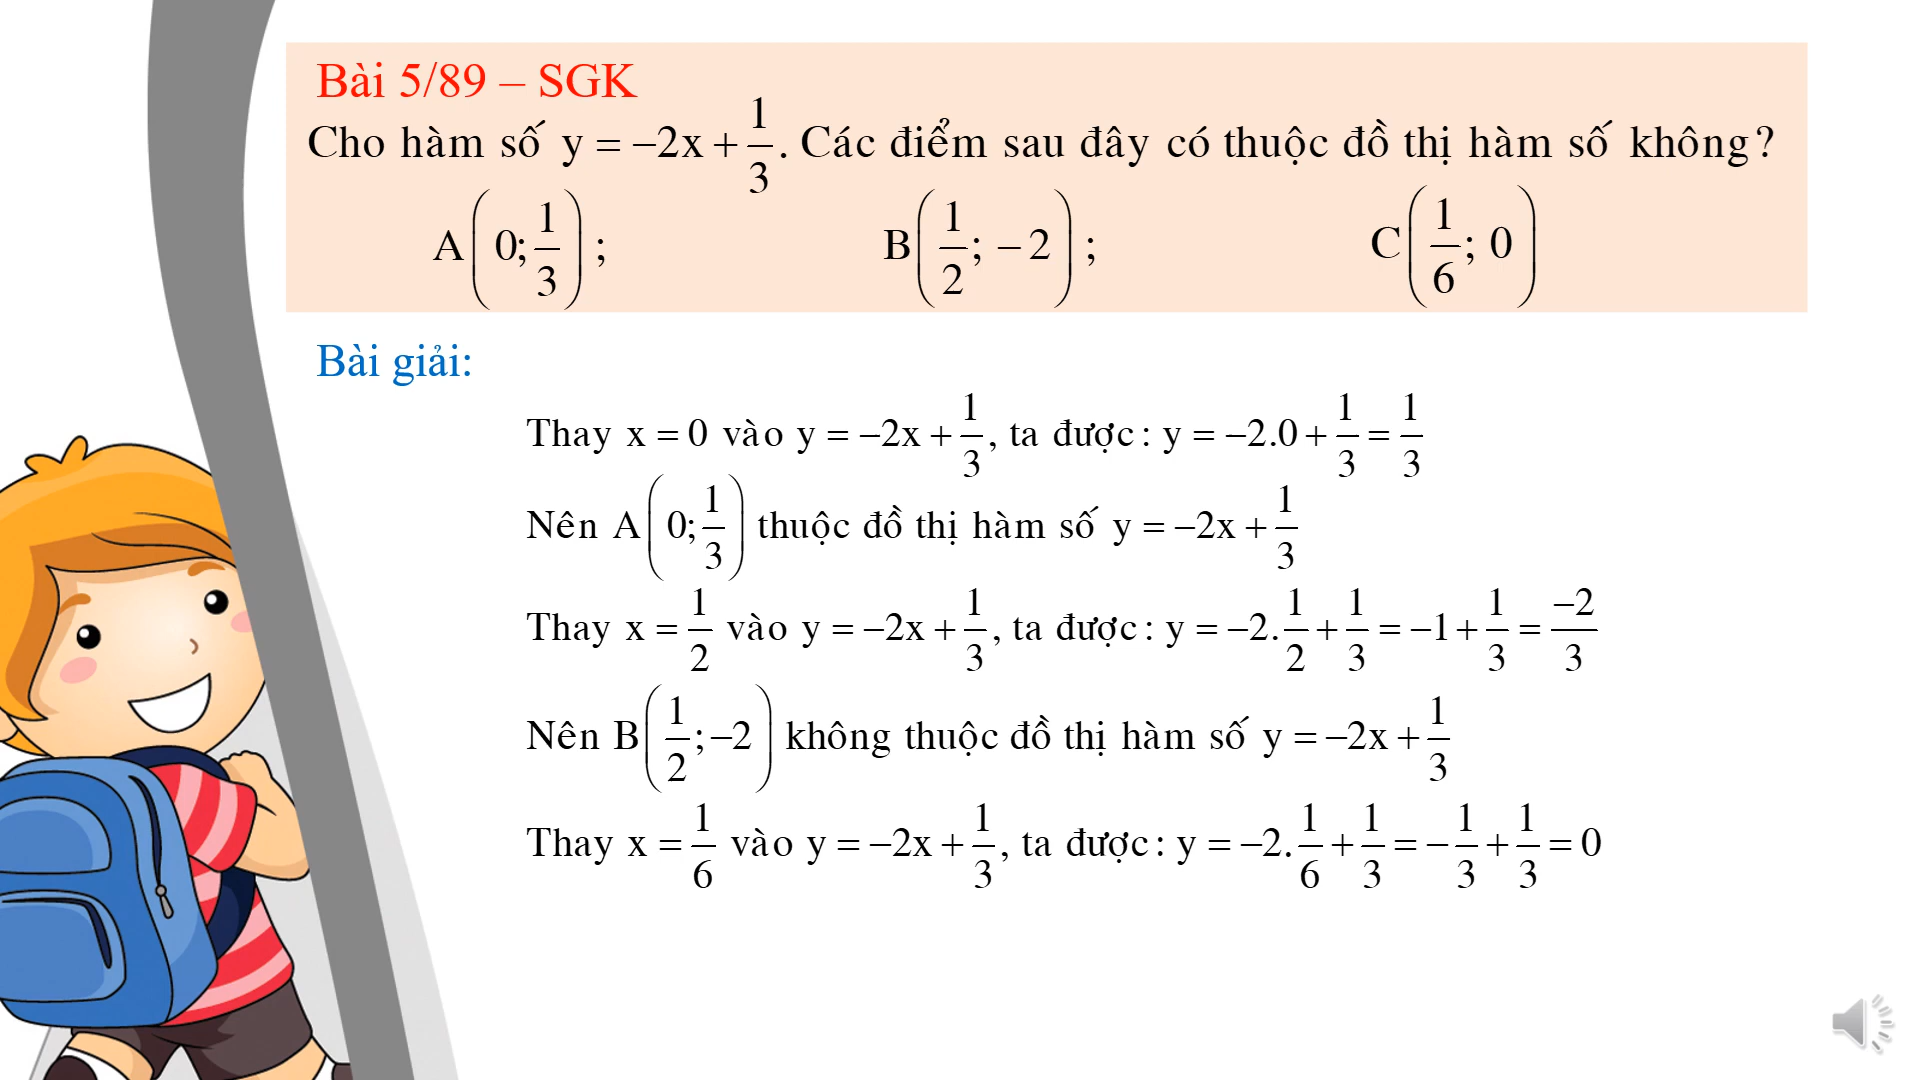 Bài 5/89 – SGK
Cho hàm số y = −2x + 1/3. Các điểm sau đây có thuộc đồ thị hàm số không?
A(0; 1/3); B(1/2; −2); C(1/6; 0)
Bài giải:
Thay x = 0 vào y = −2x + 1/3, ta được: y = −2.0 + 1/3 = 1/3
Nên A(0; 1/3) thuộc đồ thị hàm số y = −2x + 1/3
Thay x = 1/2 vào y = −2x + 1/3, ta được: y = −2.1/2 + 1/3 = −1 + 1/3 = −2/3
Nên B(1/2; −2) không thuộc đồ thị hàm số y = −2x + 1/3
Thay x = 1/6 vào y = −2x + 1/3, ta được: y = −2.1/6 + 1/3 = −1/3 + 1/3 = 0